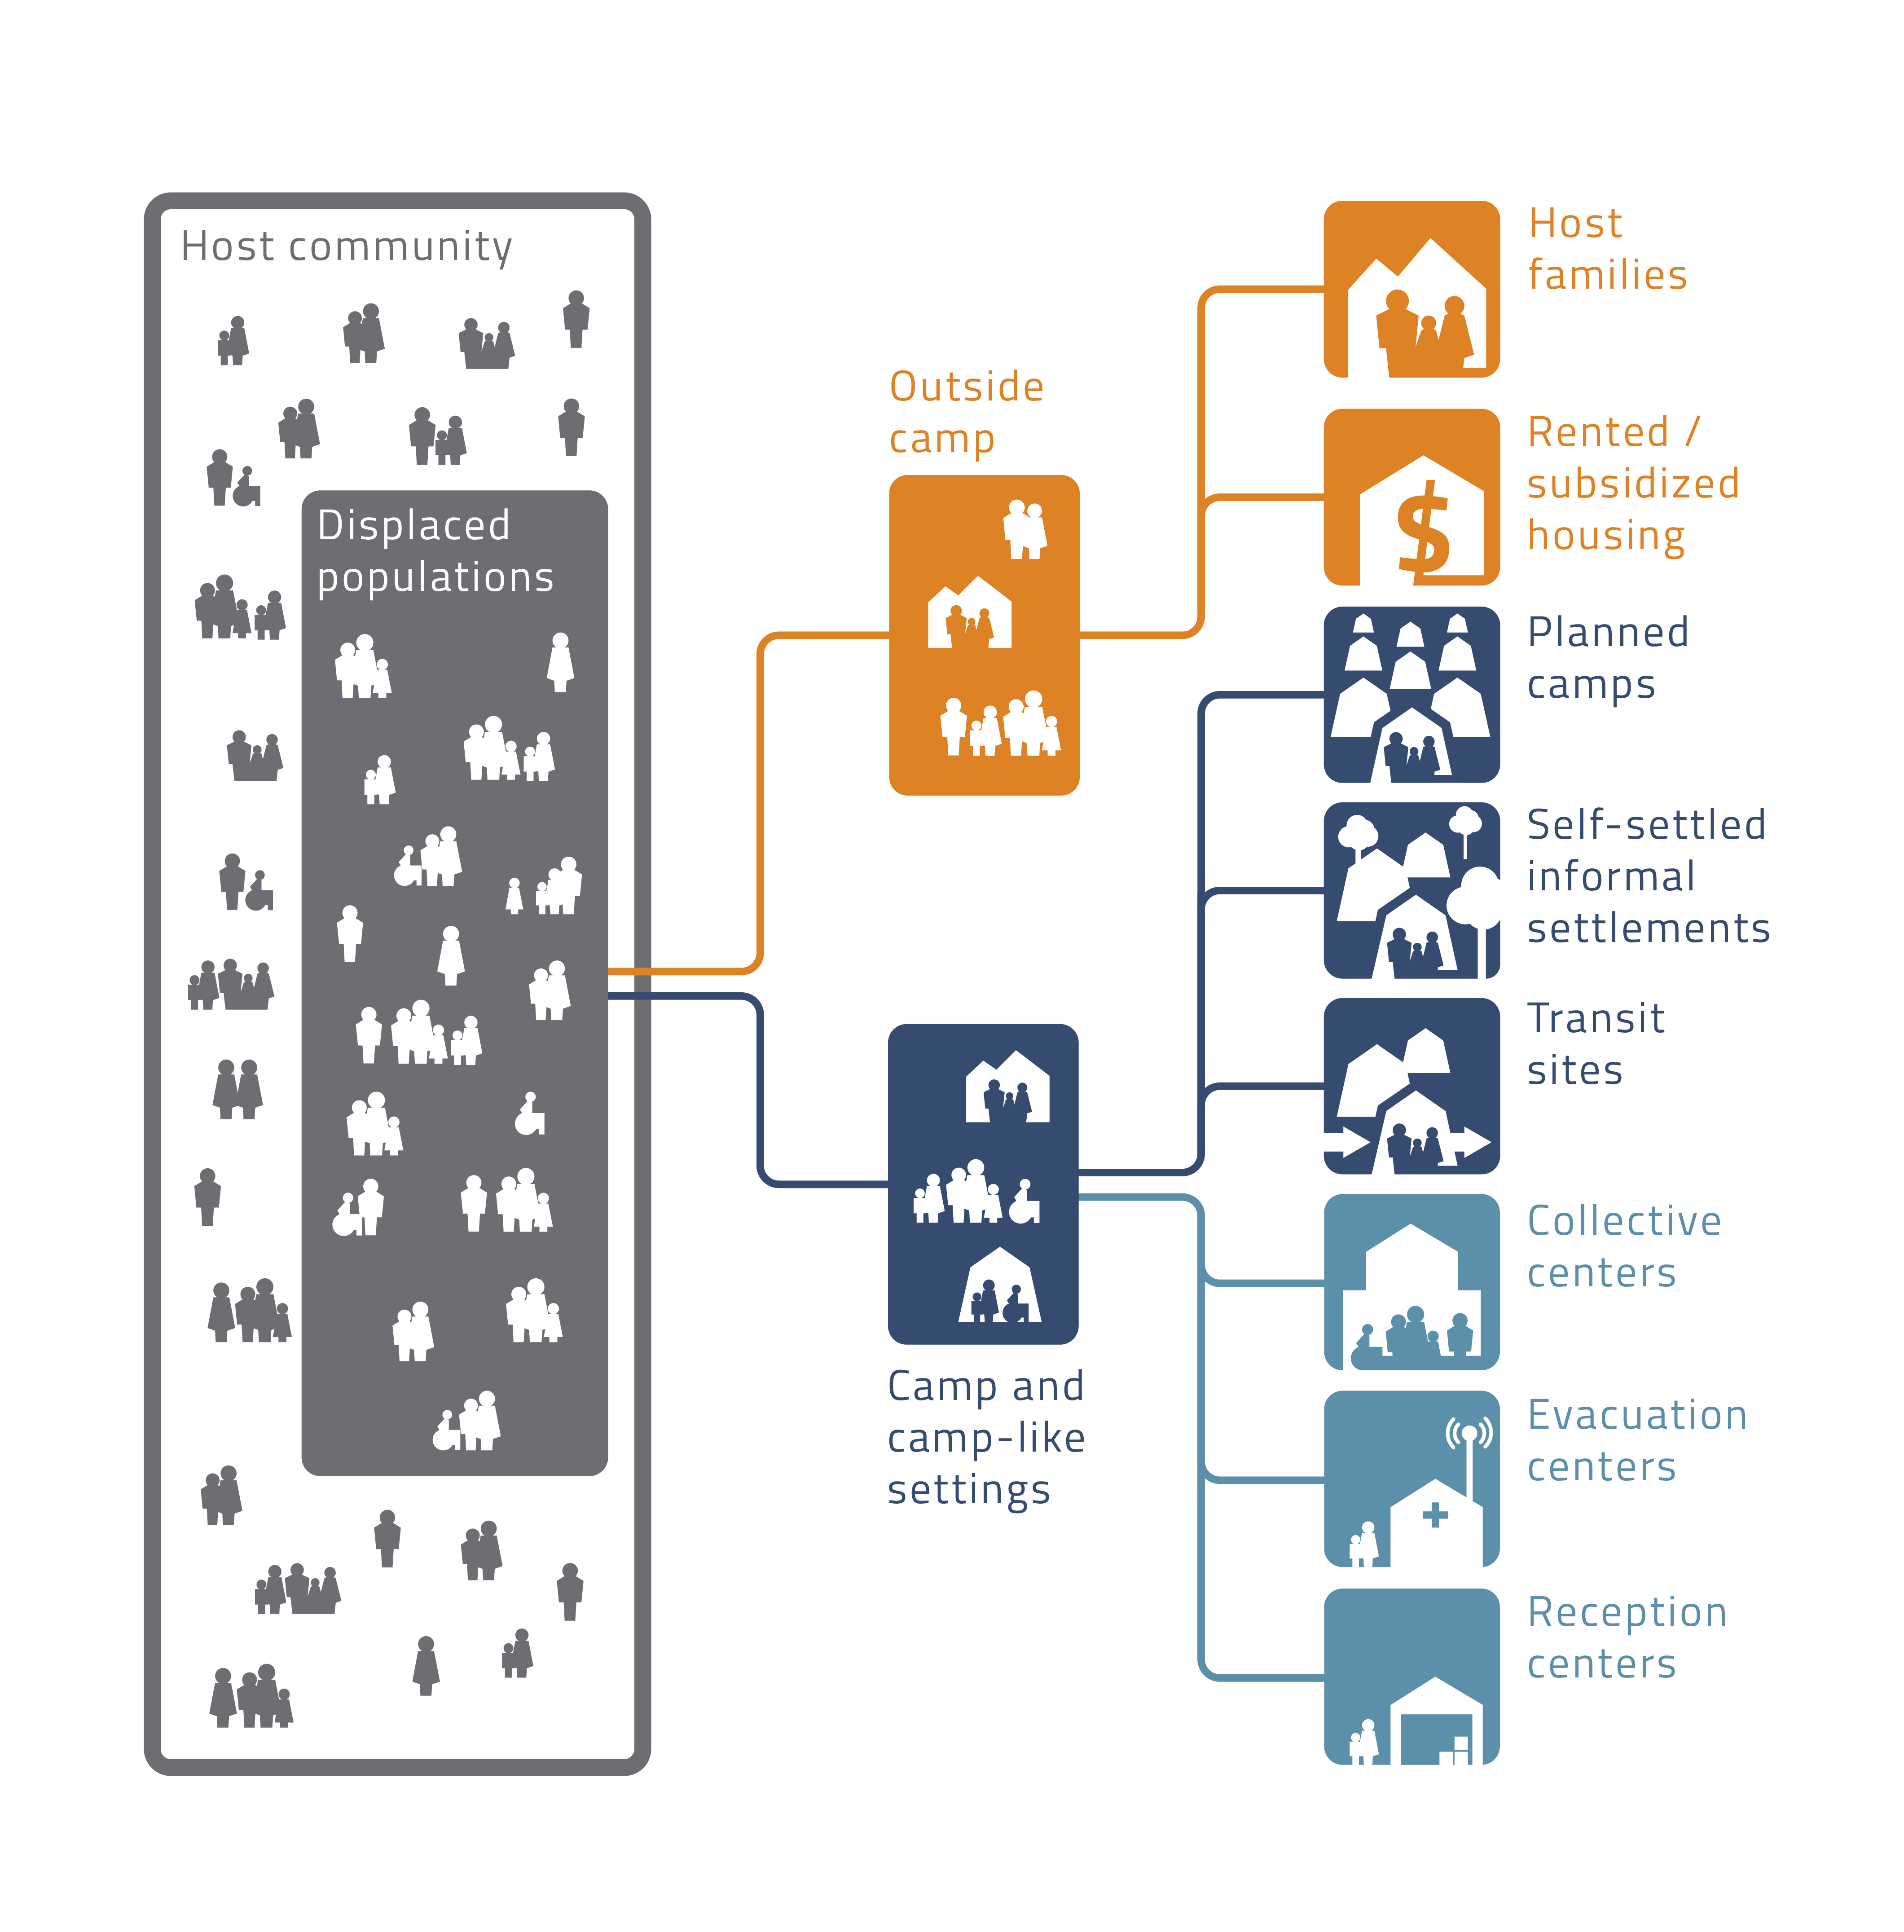 Host community
Displaced
populations
Outside
camp
Camp and
camp-like
settings
Host
families
Rented /
subsidized
housing
$
Planned
camps
Self-settled
informal
settlements
Transit
sites
Collective
centers
Evacuation
centers
Reception
centers